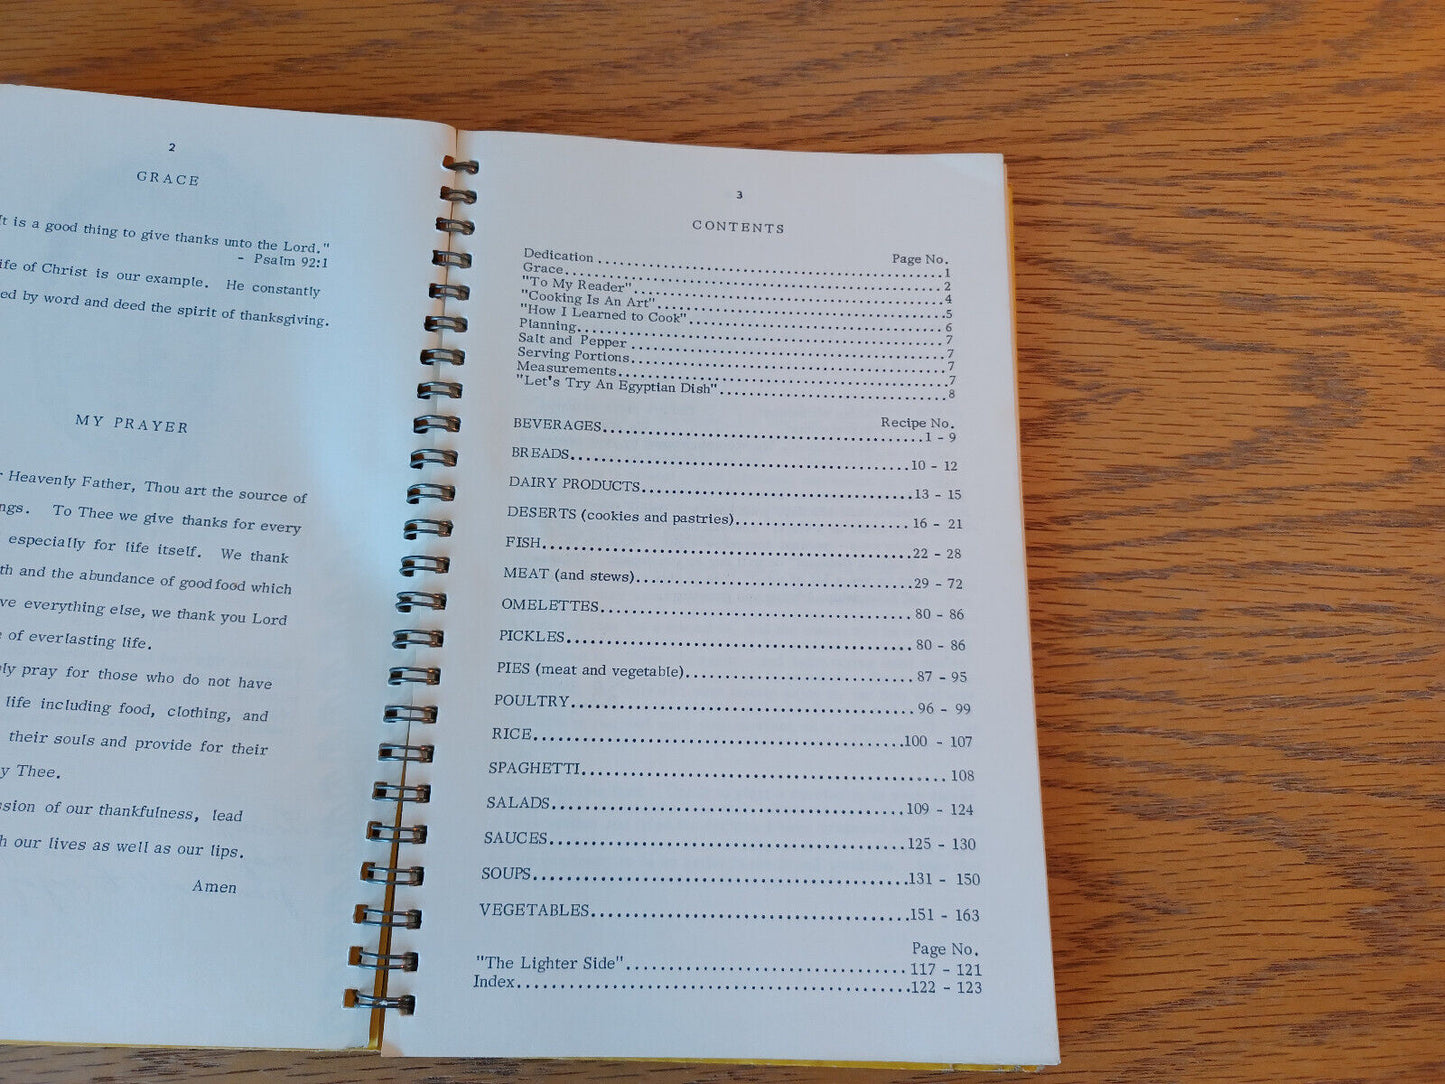 2
GRACE
It is a good thing to give thanks unto the Lord."
- Psalm 92:1
of Christ is our example. He constantly
by word and deed the spirit of thanksgiving.
MY PRAYER
Heavenly Father, Thou art the source of
To Thee we give thanks for every
especially for life itself. We thank
and the abundance of good food which
everything else, we thank you Lord
of everlasting life.
pray for those who do not have
life including food, clothing, and
their souls and provide for their
Thee.
of our thankfulness, lead
our lives as well as our lips.
Amen
3
CONTENTS
Page No.
Dedication........................................1
Grace........................................2
"To My Reader"........................................4
"Cooking Is An Art"........................................5
"How I Learned to Cook"........................................6
Planning........................................7
Salt and Pepper........................................7
Serving Portions........................................7
Measurements........................................7
"Let's Try An Egyptian Dish"........................................8
Recipe No.
BEVERAGES........................................1 - 9
BREADS........................................10 - 12
DAIRY PRODUCTS........................................13 - 15
DESERTS (cookies and pastries)........................................16 - 21
FISH........................................22 - 28
MEAT (and stews)........................................29 - 72
OMELETTES........................................80 - 86
PICKLES........................................80 - 86
PIES (meat and vegetable)........................................87 - 95
POULTRY........................................96 - 99
RICE........................................100 - 107
SPAGHETTI........................................108
SALADS........................................109 - 124
SAUCES........................................125 - 130
SOUPS........................................131 - 150
VEGETABLES........................................151 - 163
Page No.
"The Lighter Side"........................................117 - 121
Index........................................122 - 123